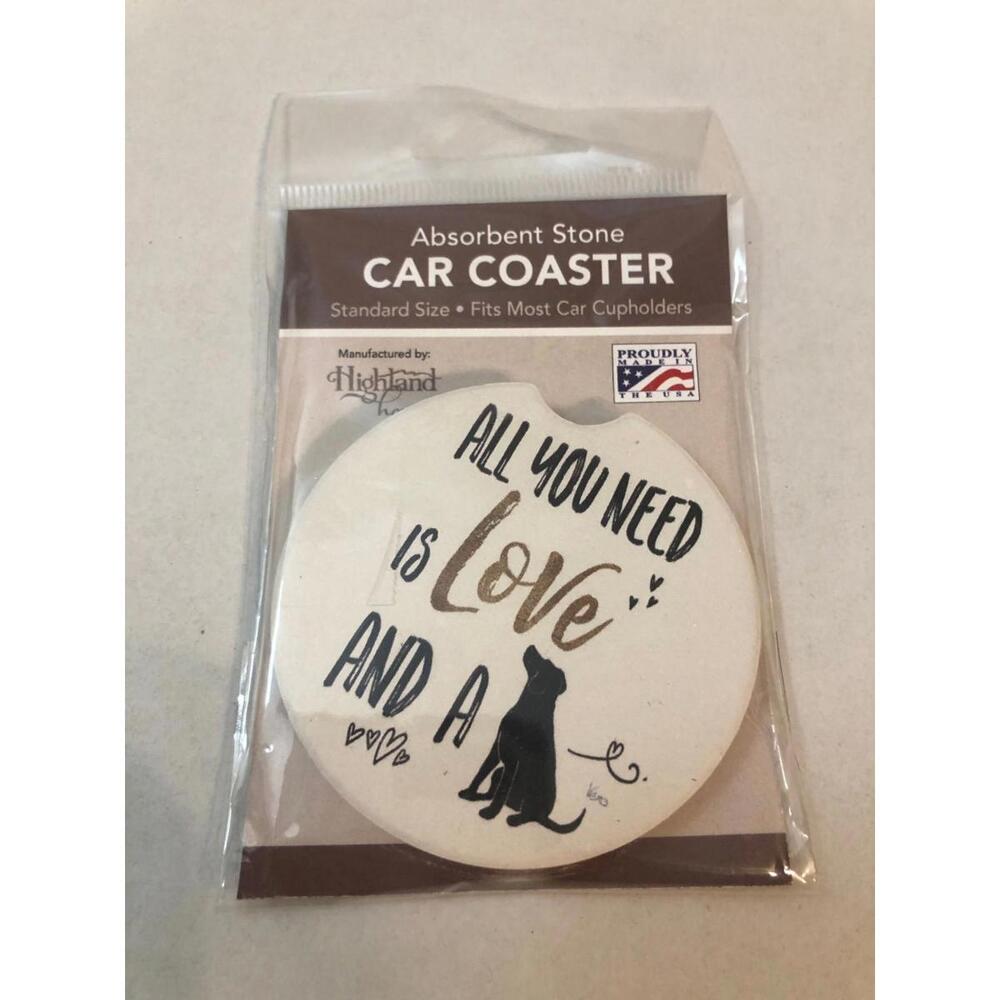 Absorbent Stone
CAR COASTER
Standard Size • Fits Most Car Cupholders
Manufactured by:
Highland
PROUDLY
MADE IN
THE USA
ALL YOU NEED
IS Love
AND A